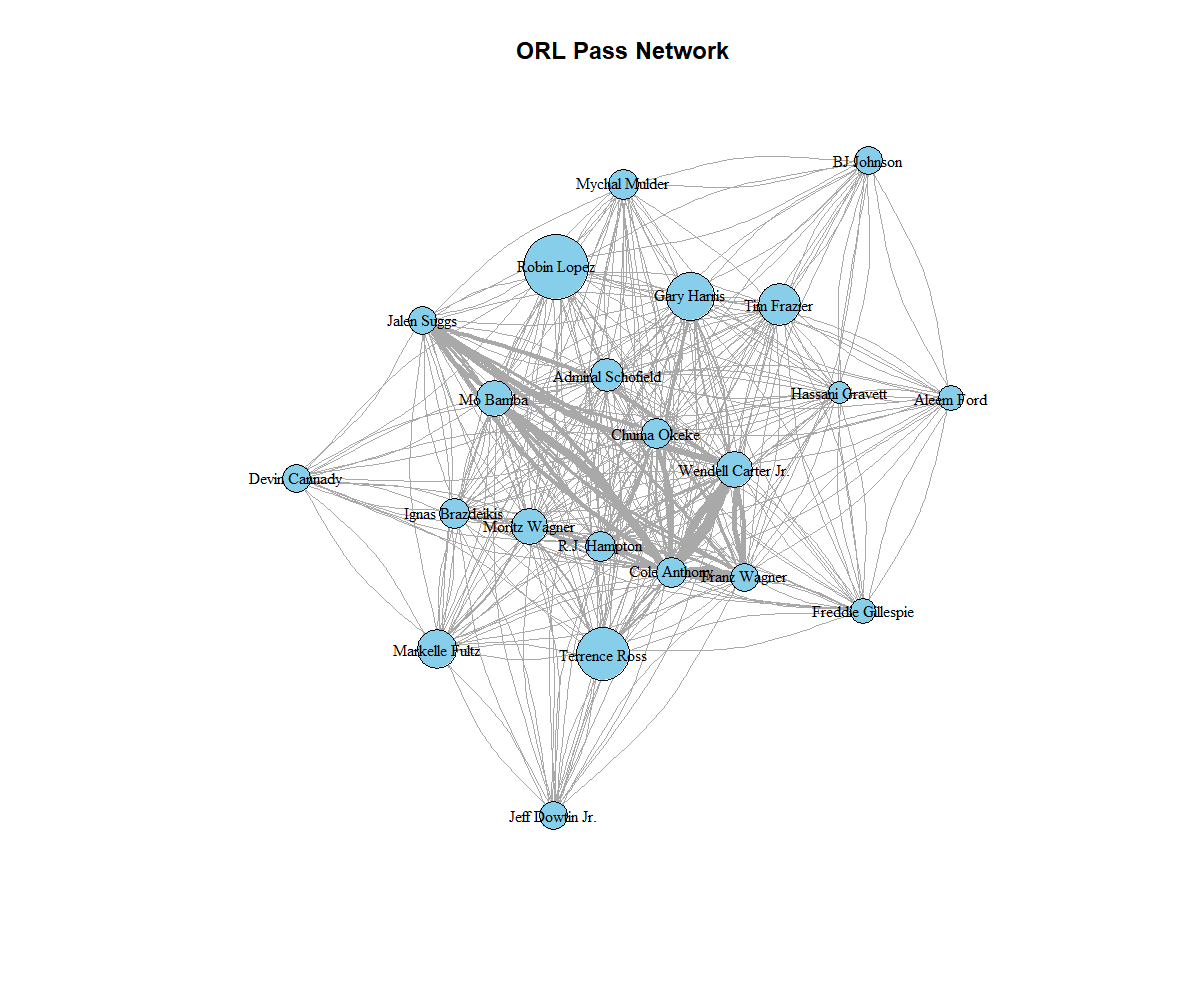 ORL Pass Network
BJ Johnson
Mychal Mulder
Robin Lopez
Gary Harris
Tim Frazier
Jalen Suggs
Admiral Schofield
Hassani Gravett
Mo Bamba
Aleem Ford
Chuma Okeke
Wendell Carter Jr.
Devin Cannady
Ignas Brazdeikis
Moritz Wagner
R.J. Hampton
Cole Anthony
Franz Wagner
Freddie Gillespie
Markelle Fultz
Terrence Ross
Jeff Dowtin Jr.